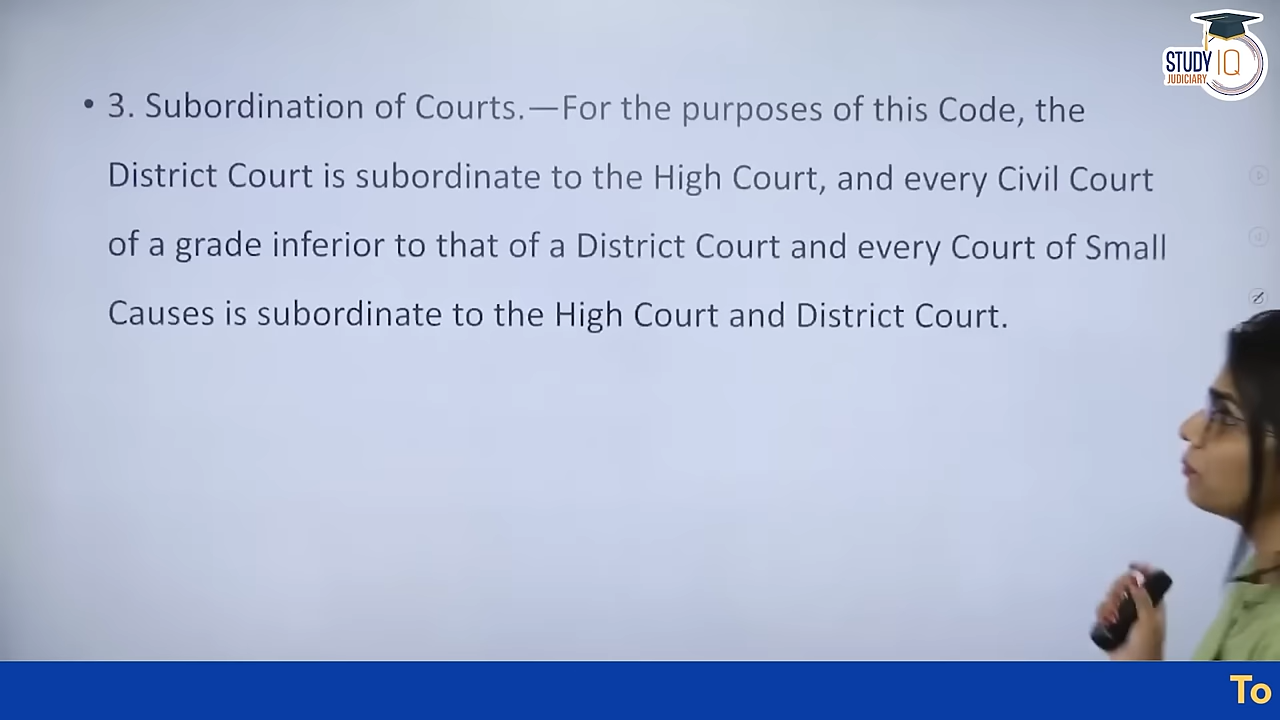 STUDY IQ
JUDICIARY
• 3. Subordination of Courts.—For the purposes of this Code, the
District Court is subordinate to the High Court, and every Civil Court
of a grade inferior to that of a District Court and every Court of Small
Causes is subordinate to the High Court and District Court.
To